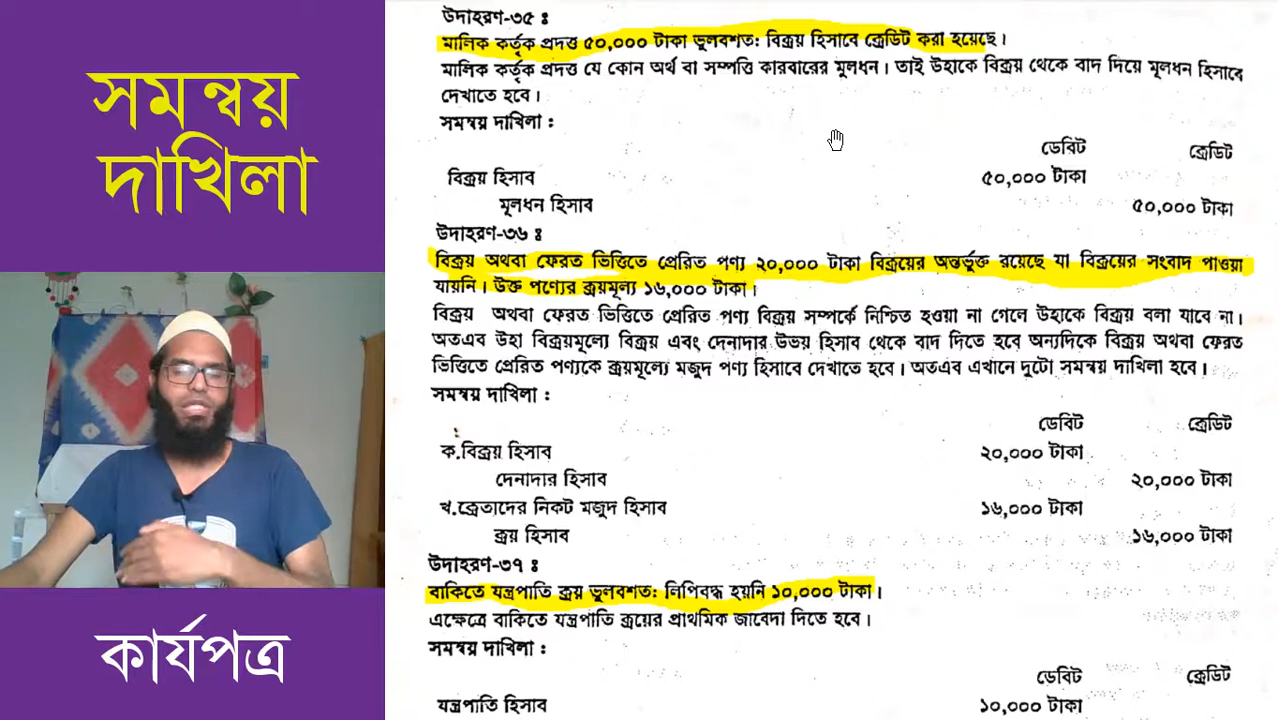 সমন্বয়
দাখিলা
কার্যপত্র
উদাহরণ-৩৫ :
মালিক কর্তৃক প্রদত্ত ৫০,০০০ টাকা ভুলবশত: বিক্রয় হিসাবে ক্রেডিট করা হয়েছে।
মালিক কর্তৃক প্রদত্ত যে কোন অর্থ বা সম্পত্তি কারবারের মূলধন। তাই উহাকে বিক্রয় থেকে বাদ দিয়ে মূলধন হিসাবে
দেখাতে হবে।
সমন্বয় দাখিলা :
ডেবিট ক্রেডিট
বিক্রয় হিসাব ৫০,০০০ টাকা
মূলধন হিসাব ৫০,০০০ টাকা
উদাহরণ-৩৬ :
বিক্রয় অথবা ফেরত ভিত্তিতে প্রেরিত পণ্য ২০,০০০ টাকা বিক্রয়ের অন্তর্ভুক্ত রয়েছে যা বিক্রয়ের সংবাদ পাওয়া
যায়নি। উক্ত পণ্যের ক্রয়মূল্য ১৬,০০০ টাকা।
বিক্রয় অথবা ফেরত ভিত্তিতে প্রেরিত পণ্য বিক্রয় সম্পর্কে নিশ্চিত হওয়া না গেলে উহাকে বিক্রয় বলা যাবে না।
অতএব উহা বিক্রয়মূল্যে বিক্রয় এবং দেনাদার উভয় হিসাব থেকে বাদ দিতে হবে অন্যদিকে বিক্রয় অথবা ফেরত
ভিত্তিতে প্রেরিত পণ্যকে ক্রয়মূল্যে মজুদ পণ্য হিসাবে দেখাতে হবে। অতএব এখানে দুটো সমন্বয় দাখিলা হবে।
সমন্বয় দাখিলা :
ডেবিট ক্রেডিট
ক.বিক্রয় হিসাব ২০,০০০ টাকা
দেনাদার হিসাব ২০,০০০ টাকা
খ.ক্রেতাদের নিকট মজুদ হিসাব ১৬,০০০ টাকা
ক্রয় হিসাব ১৬,০০০ টাকা
উদাহরণ-৩৭ :
বাকিতে যন্ত্রপাতি ক্রয় ভুলবশত: লিপিবদ্ধ হয়নি ১০,০০০ টাকা।
এক্ষেত্রে বাকিতে যন্ত্রপাতি ক্রয়ের প্রাথমিক জাবেদা দিতে হবে।
সমন্বয় দাখিলা :
ডেবিট ক্রেডিট
যন্ত্রপাতি হিসাব ১০,০০০ টাকা